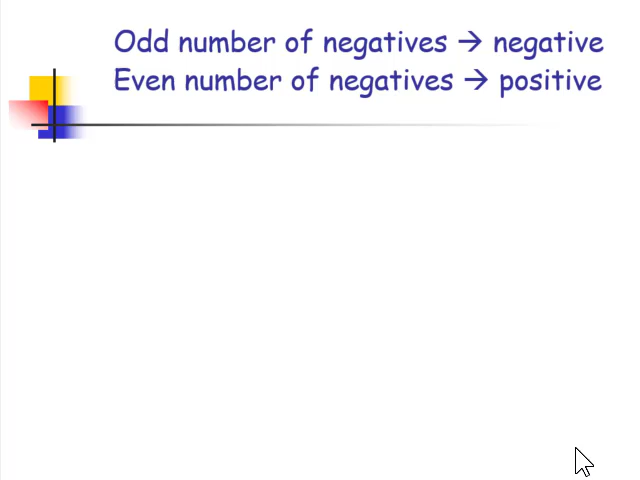 Odd number of negatives → negative
Even number of negatives → positive